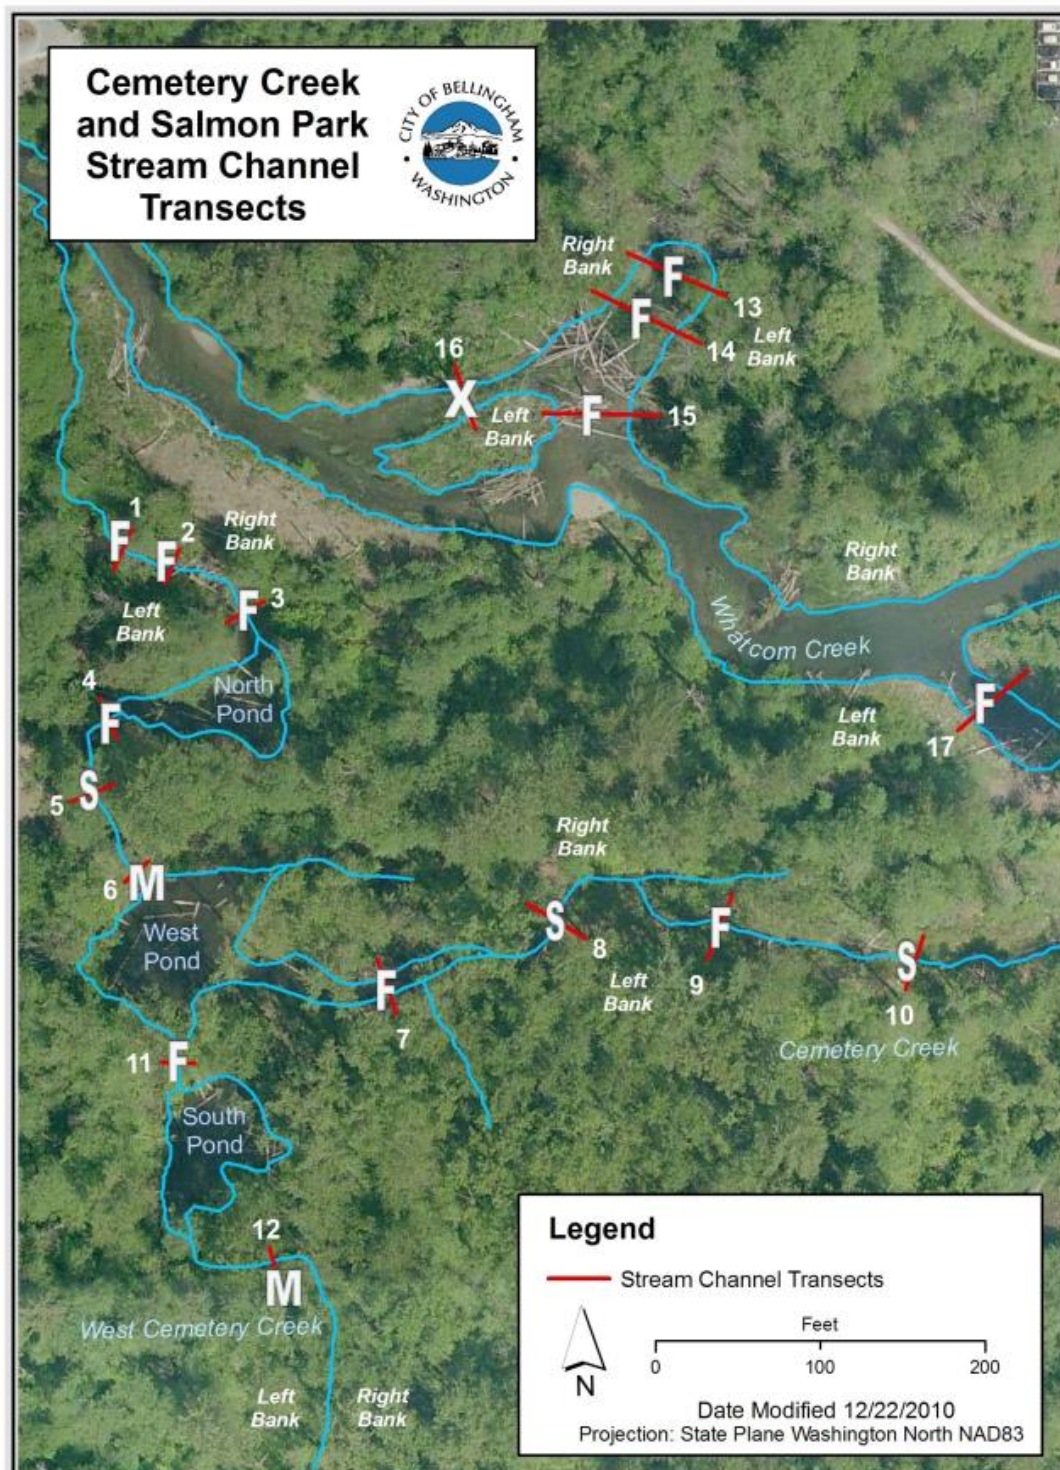 Cemetery Creek
and Salmon Park
Stream Channel
Transects
CITY OF BELLINGHAM
• WASHINGTON •
Right
Bank
F
13
F
14
Left
Bank
16
X
Left
Bank
F
15
1
F
2
F
Right
Bank
Left
Bank
F
3
Right
Bank
Whatcom Creek
4
F
North
Pond
Left
Bank
F
17
5
S
Right
Bank
6
M
West
Pond
S
8
F
9
Left
Bank
S
10
F
7
Cemetery Creek
11
F
South
Pond
12
M
West Cemetery Creek
Left
Bank
Right
Bank
Legend
Stream Channel Transects
Feet
0 100 200
N
Date Modified 12/22/2010
Projection: State Plane Washington North NAD83